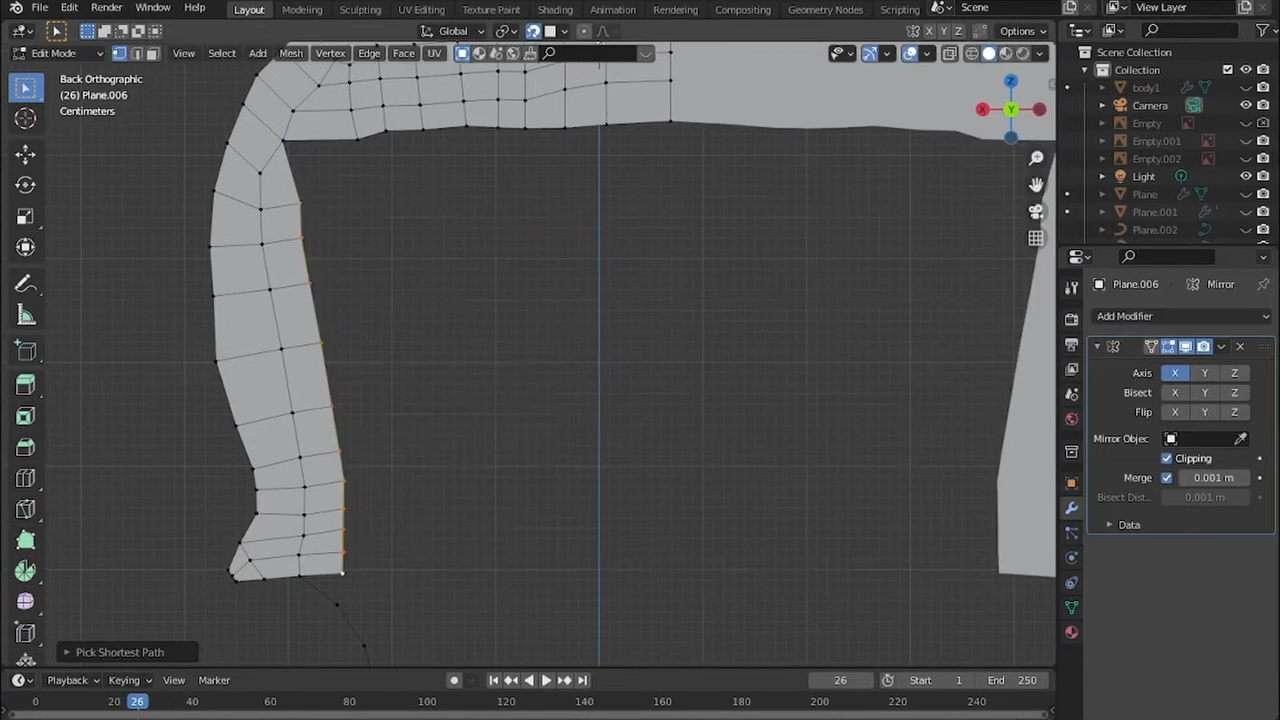 File Edit Render Window Help Layout Modeling Sculpting UV Editing Texture Paint Shading Animation Rendering Compositing Geometry Nodes Scripting Scene View Layer
Global X Y Z Options
Edit Mode View Select Add Mesh Vertex Edge Face UV
Back Orthographic
(26) Plane.006
Centimeters
Z
X Y
Scene Collection
Collection
body1
Camera
Empty
Empty.001
Empty.002
Light
Plane
Plane.001
Plane.002
Plane.006 Mirror
Add Modifier
Axis X Y Z
Bisect X Y Z
Flip X Y Z
Mirror Objec
Clipping
Merge 0.001 m
Bisect Dist... 0.001 m
Data
Pick Shortest Path
Playback Keying View Marker 26 Start 1 End 250
0 26 40 60 80 100 120 140 160 180 200 220 240